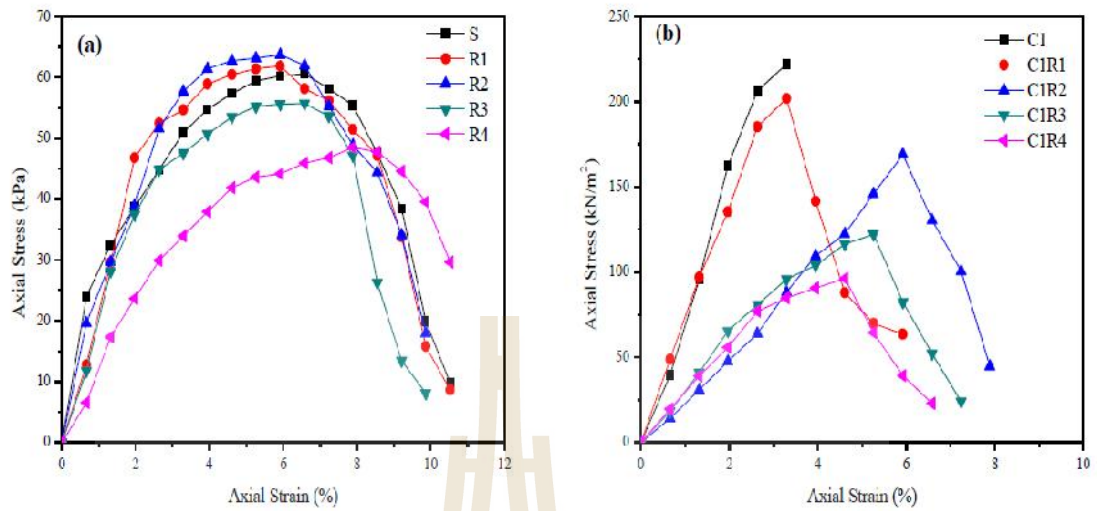 (a)
S
R1
R2
R3
R4
70
60
50
40
30
20
10
0
0 2 4 6 8 10 12
Axial Stress (kPa)
Axial Strain (%)
(b)
C1
C1R1
C1R2
C1R3
C1R4
250
200
150
100
50
0
0 2 4 6 8 10
Axial Stress (kN/m²)
Axial Strain (%)